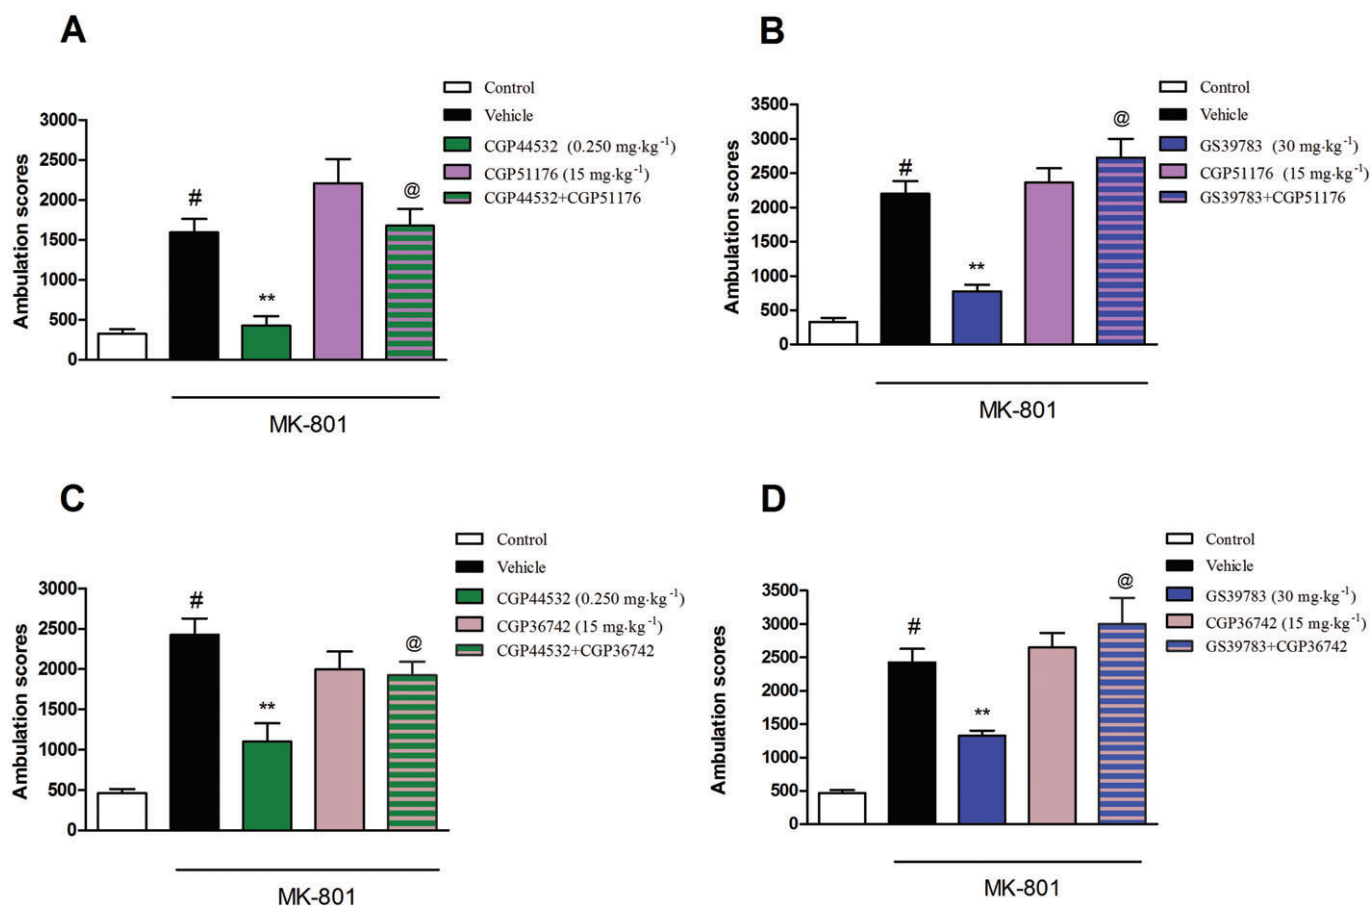 A
Control
Vehicle
CGP44532 (0.250 mg·kg⁻¹)
CGP51176 (15 mg·kg⁻¹)
CGP44532+CGP51176
Ambulation scores
3000
2500
2000
1500
1000
500
0
#
**
@
MK-801
B
Control
Vehicle
GS39783 (30 mg·kg⁻¹)
CGP51176 (15 mg·kg⁻¹)
GS39783+CGP51176
Ambulation scores
3500
3000
2500
2000
1500
1000
500
0
#
**
@
MK-801
C
Control
Vehicle
CGP44532 (0.250 mg·kg⁻¹)
CGP36742 (15 mg·kg⁻¹)
CGP44532+CGP36742
Ambulation scores
3000
2500
2000
1500
1000
500
0
#
**
@
MK-801
D
Control
Vehicle
GS39783 (30 mg·kg⁻¹)
CGP36742 (15 mg·kg⁻¹)
GS39783+CGP36742
Ambulation scores
3500
3000
2500
2000
1500
1000
500
0
#
**
@
MK-801